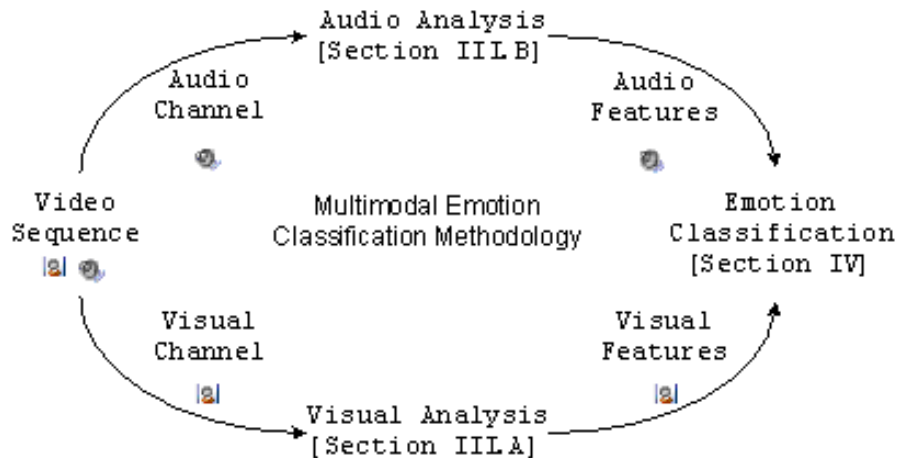 Audio Analysis
[Section III.B]
Audio
Channel
Audio
Features
Video
Sequence
Multimodal Emotion
Classification Methodology
Emotion
Classification
[Section IV]
Visual
Channel
Visual
Features
Visual Analysis
[Section III.A]